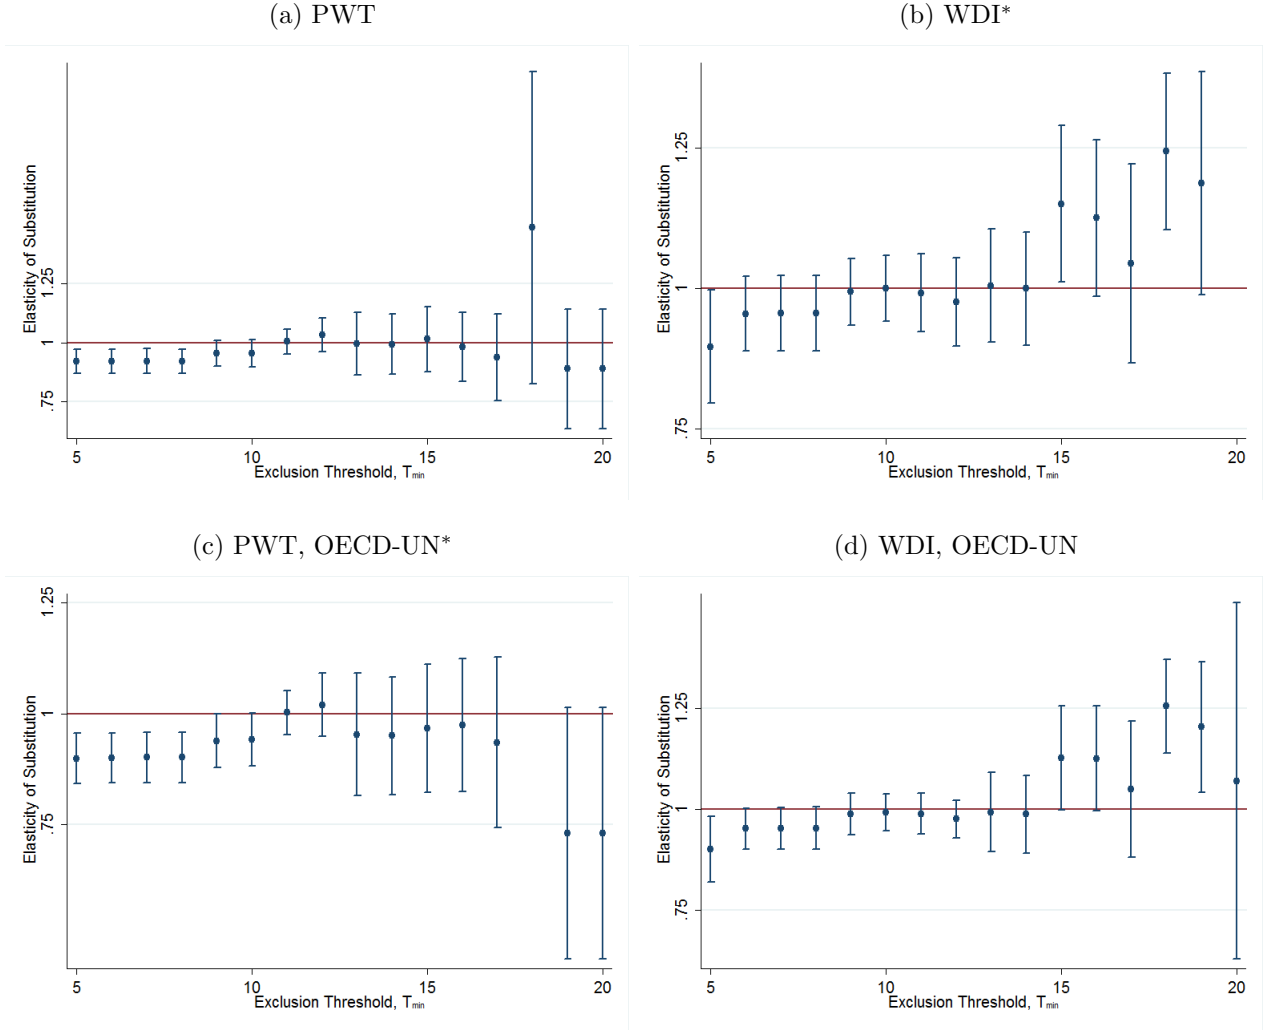 (a) PWT
Elasticity of Substitution
1.25
1
.75
5 10 15 20
Exclusion Threshold, Tmin
(b) WDI*
Elasticity of Substitution
1.25
1
.75
5 10 15 20
Exclusion Threshold, Tmin
(c) PWT, OECD-UN*
Elasticity of Substitution
1.25
1
.75
5 10 15 20
Exclusion Threshold, Tmin
(d) WDI, OECD-UN
Elasticity of Substitution
1.25
1
.75
5 10 15 20
Exclusion Threshold, Tmin